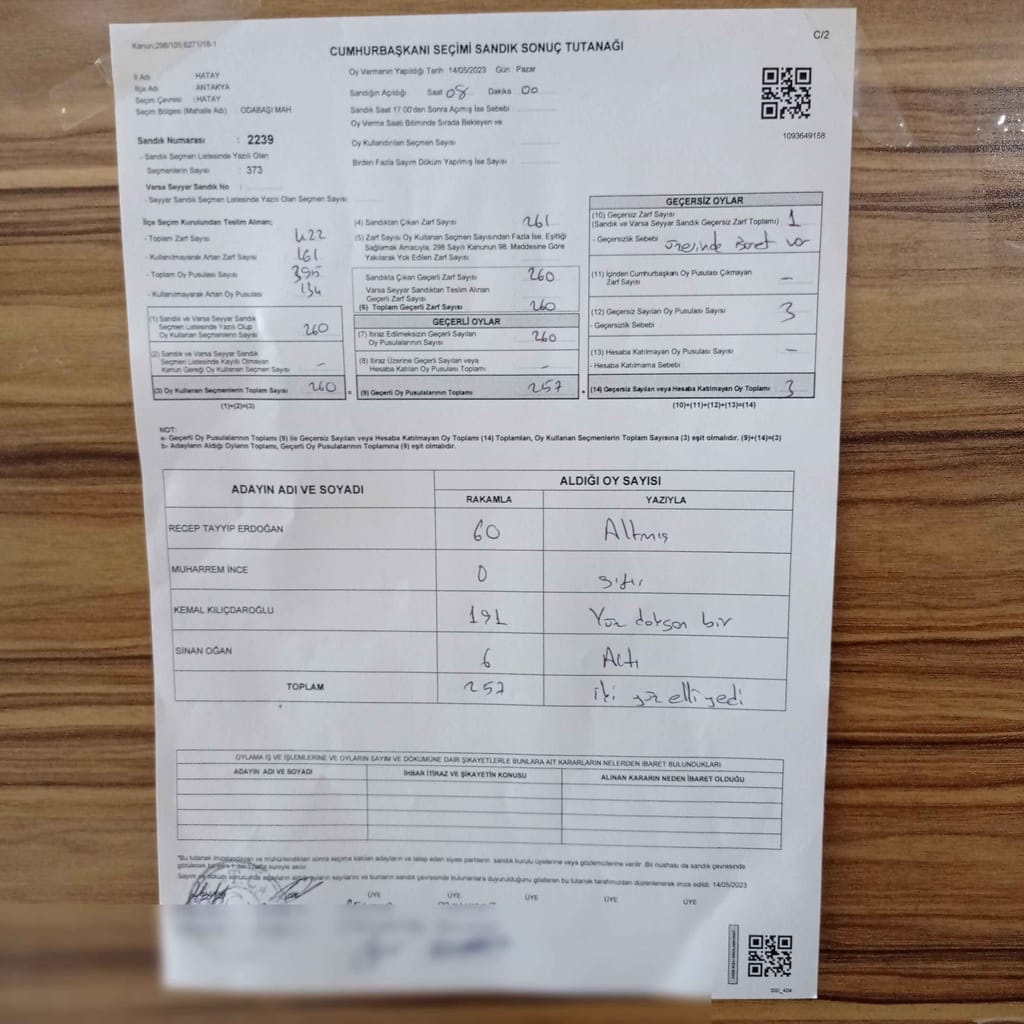 Kanun:298/105,6271/18-1
C/2
CUMHURBAŞKANI SEÇİMİ SANDIK SONUÇ TUTANAĞI
İl Adı HATAY
İlçe Adı ANTAKYA
Seçim Çevresi : HATAY
Seçim Bölgesi (Mahalle Adı) ODABAŞI MAH
Oy Vermenin Yapıldığı Tarih 14/05/2023 Gün Pazar
Sandığın Açıldığı Saat 08 Dakika 00
Sandık Saat 17.00'den Sonra Açımış İse Sebebi
Oy Verme Saati Bitiminde Sırada Bekleyen ve
Oy Kullandırılan Seçmen Sayısı
Birden Fazla Sayım Döküm Yapılmış İse Sayısı
1093649158
Sandık Numarası : 2239
- Sandık Seçmen Listesinde Yazılı Olan
Seçmenlerin Sayısı : 373
Varsa Seyyar Sandık No :
- Seyyar Sandık Seçmen Listesinde Yazılı Olan Seçmen Sayısı
İlçe Seçim Kurulundan Teslim Alınan;
- Toplam Zarf Sayısı 422
- Kullanılmayarak Artan Zarf Sayısı 161
- Toplam Oy Pusulası Sayısı 395
- Kullanılmayarak Artan Oy Pusulası 134
(1) Sandık ve Varsa Seyyar Sandık
Seçmen Listesinde Yazılı Olup
Oy Kullanan Seçmenlerin Sayısı 260
(2) Sandık ve Varsa Seyyar Sandık
Seçmen Listesinde Kayıtlı Olmayan
Kanun Gereği Oy Kullanan Seçmen Sayısı -
(3) Oy Kullanan Seçmenlerin Toplam Sayısı 260 =
(1)+(2)=(3)
(4) Sandıktan Çıkan Zarf Sayısı 261
(5) Zarf Sayısı Oy Kullanan Seçmen Sayısından Fazla İse, Eşitliği
Sağlamak Amacıyla, 298 Sayılı Kanunun 98. Maddesine Göre
Yakılarak Yok Edilen Zarf Sayısı
Sandıkta Çıkan Geçerli Zarf Sayısı 260
Varsa Seyyar Sandıktan Teslim Alınan
Geçerli Zarf Sayısı
(6) Toplam Geçerli Zarf Sayısı 260
GEÇERLİ OYLAR
(7) İtiraz Edilmeksizin Geçerli Sayılan
Oy Pusulalarının Sayısı 260
(8) İtiraz Üzerine Geçerli Sayılan veya
Hesaba Katılan Oy Pusulası Toplamı -
(9) Geçerli Oy Pusulalarının Toplamı 257 +
GEÇERSİZ OYLAR
(10) Geçersiz Zarf Sayısı
(Sandık ve Varsa Seyyar Sandık Geçersiz Zarf Toplamı) 1
- Geçersizlik Sebebi üzerinde işaret var
(11) İçinden Cumhurbaşkanı Oy Pusulası Çıkmayan
Zarf Sayısı -
(12) Geçersiz Sayılan Oy Pusulası Sayısı 3
- Geçersizlik Sebebi
(13) Hesaba Katılmayan Oy Pusulası Sayısı -
- Hesaba Katılmama Sebebi
(14) Geçersiz Sayılan veya Hesaba Katılmayan Oy Toplamı 3
(10)+(11)+(12)+(13)=(14)
NOT:
a- Geçerli Oy Pusulalarının Toplamı (9) ile Geçersiz Sayılan veya Hesaba Katılmayan Oy Toplamı (14) Toplamları, Oy Kullanan Seçmenlerin Toplam Sayısına (3) eşit olmalıdır. (9)+(14)=(3)
b- Adayların Aldığı Oyların Toplamı, Geçerli Oy Pusulalarının Toplamına (9) eşit olmalıdır.
ADAYIN ADI VE SOYADI ALDIĞI OY SAYISI
RAKAMLA YAZIYLA
RECEP TAYYİP ERDOĞAN 60 Altmış
MUHARREM İNCE 0 sıfır
KEMAL KILIÇDAROĞLU 191 Yüz doksan bir
SİNAN OĞAN 6 Altı
TOPLAM 257 iki yüz elli yedi
OYLAMA İŞ VE İŞLEMLERİNE VE OYLARIN SAYIM VE DÖKÜMÜNE DAİR ŞİKAYETLERLE BUNLARA AİT KARARLARIN NELERDEN İBARET BULUNDUKLARI
ADAYIN ADI VE SOYADI İHBAR İTİRAZ VE ŞİKAYETİN KONUSU ALINAN KARARIN NEDEN İBARET OLDUĞU
"Bu tutanak imzalandıktan ve mühürlendikten sonra seçime katılan adayların ve talep eden siyasi partilerin sandık kurulu üyelerine veya gözlemcilerine verilir. Bir nüshası da sandık çevresinde
görülecek bir yere
Sayım ve döküm sonucunda adayların aldığı oyların sayılarını ve bunların sandık çevresinde bulunanlara duyurulduğunu gösteren bu tutanak tarafımızdan düzenlenerek imza edildi. 14/05/2023
ÜYE ÜYE ÜYE ÜYE ÜYE
SSI_424